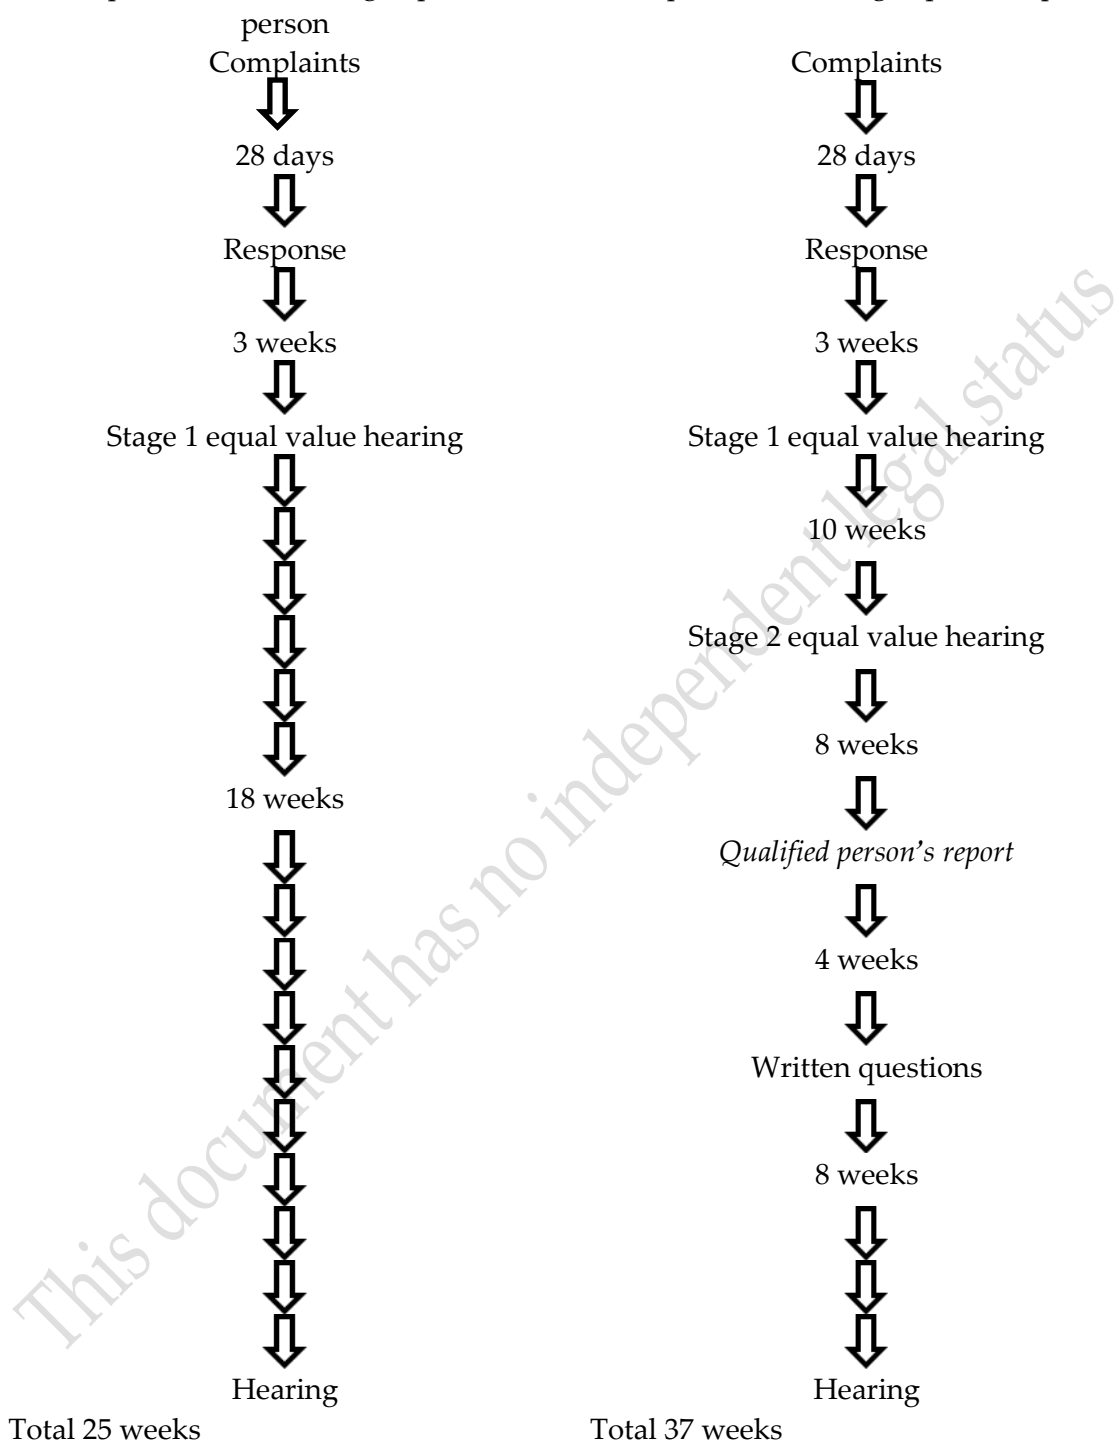 person
Complaints
28 days
Response
3 weeks
Stage 1 equal value hearing
18 weeks
Hearing
Total 25 weeks
Complaints
28 days
Response
3 weeks
Stage 1 equal value hearing
10 weeks
Stage 2 equal value hearing
8 weeks
Qualified person's report
4 weeks
Written questions
8 weeks
Hearing
Total 37 weeks
This document has no independent legal status